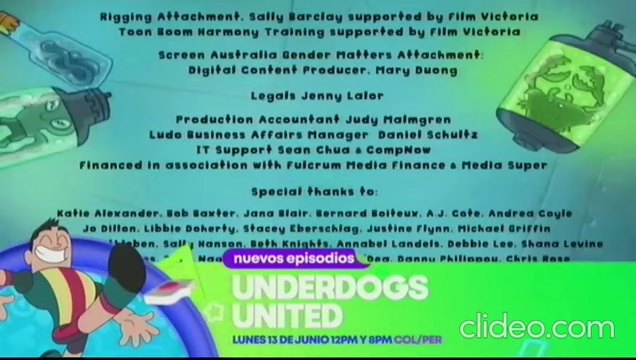 Rigging Attachment. Sally Barclay supported by Film Victoria
Toon Boom Harmony Training supported by Film Victoria
Screen Australia Gender Matters Attachment:
Digital Content Producer. Mary Duong
Legals Jenny Lalor
Production Accountant Judy Malmgren
Ludo Business Affairs Manager Daniel Schultz
IT Support Sean Chua & CompNow
Financed in association with Fulcrum Media Finance & Media Super
Special thanks to:
Katie Alexander. Bob Baxter. Jana Blair. Bernard Boiteux. A.J. Cote. Andrea Coyle
Jo Dillon. Libbie Doherty. Stacey Eberschlag. Justine Flynn. Michael Griffin
Sally Hanson. Beth Knights. Annabel Landels. Debbie Lee. Shana Levine
Danny Philippou. Chris Rose
nuevos episodios
UNDERDOGS
UNITED
LUNES 13 DE JUNIO 12PM Y 8PM COL/PER
clideo.com